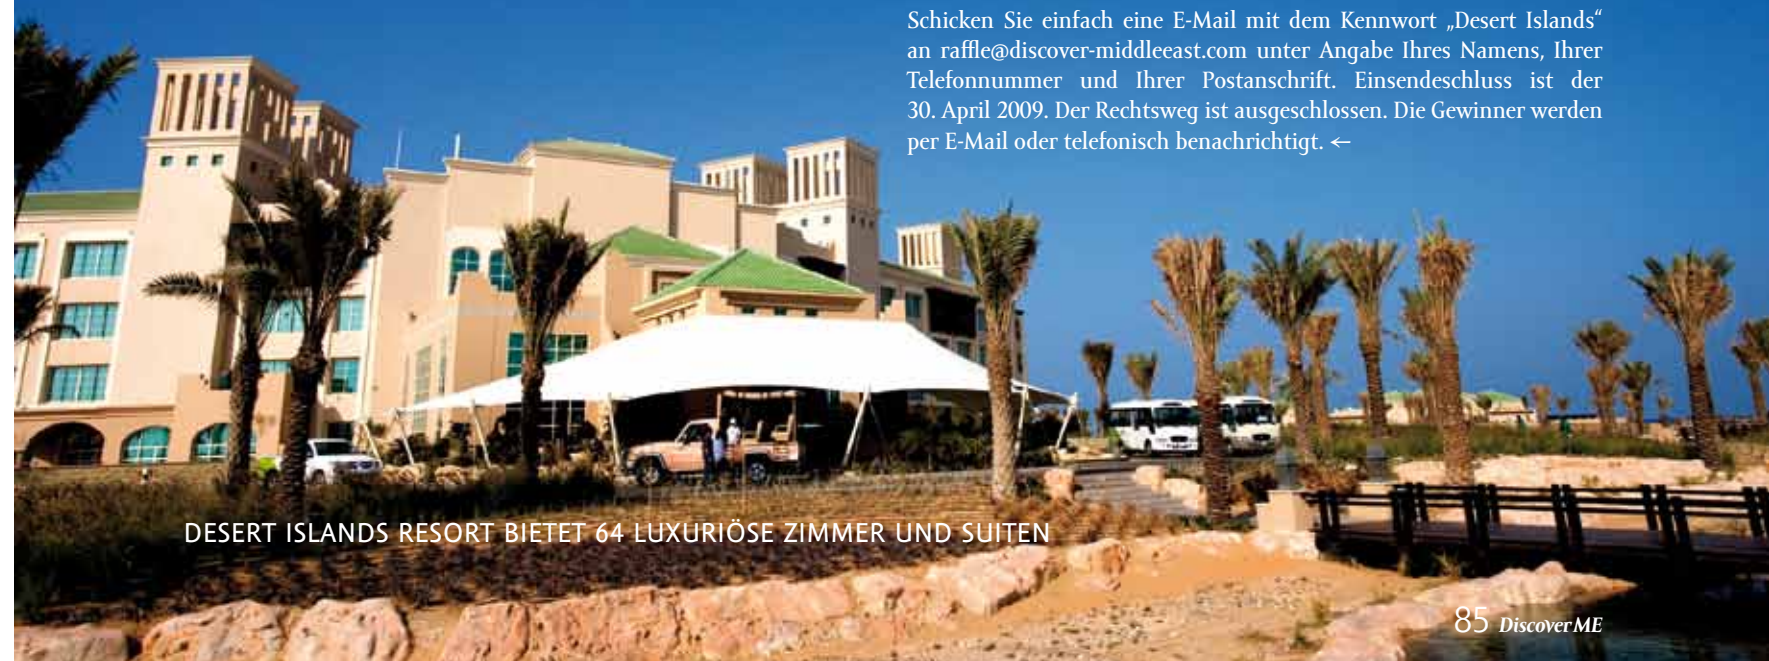 Schicken Sie einfach eine E-Mail mit dem Kennwort „Desert Islands“
an raffle@discover-middleeast.com unter Angabe Ihres Namens, Ihrer
Telefonnummer und Ihrer Postanschrift. Einsendeschluss ist der
30. April 2009. Der Rechtsweg ist ausgeschlossen. Die Gewinner werden
per E-Mail oder telefonisch benachrichtigt. ←
DESERT ISLANDS RESORT BIETET 64 LUXURIÖSE ZIMMER UND SUITEN
85 DiscoverME